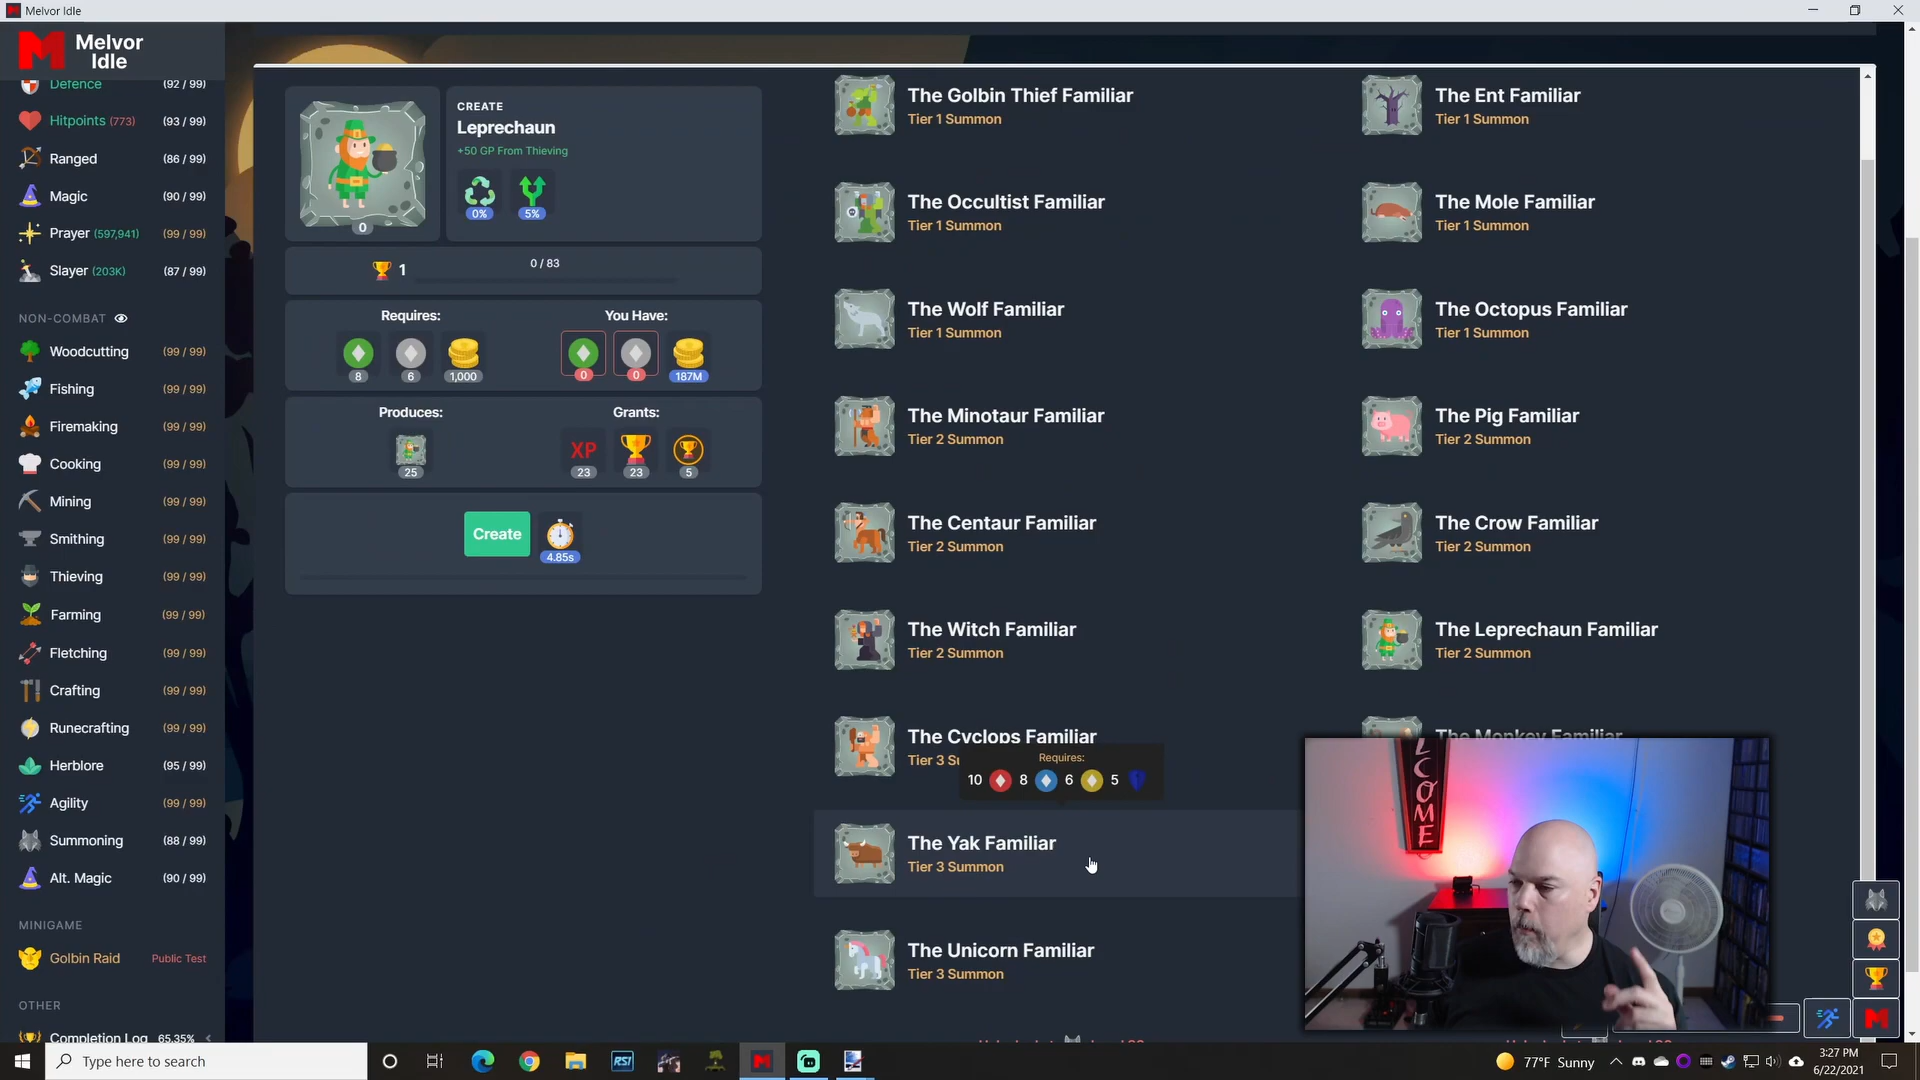 Melvor Idle
Melvor
Idle
Defence (92 / 99)
Hitpoints (773) (93 / 99)
Ranged (86 / 99)
Magic (90 / 99)
Prayer (597,941) (99 / 99)
Slayer (203K) (87 / 99)
NON-COMBAT
Woodcutting (99 / 99)
Fishing (99 / 99)
Firemaking (99 / 99)
Cooking (99 / 99)
Mining (99 / 99)
Smithing (99 / 99)
Thieving (99 / 99)
Farming (99 / 99)
Fletching (99 / 99)
Crafting (99 / 99)
Runecrafting (99 / 99)
Herblore (95 / 99)
Agility (99 / 99)
Summoning (88 / 99)
Alt. Magic (90 / 99)
MINIGAME
Golbin Raid Public Test
OTHER
Completion Log 65.35%
CREATE
Leprechaun
+50 GP From Thieving
0% 5%
0
1 0 / 83
Requires: You Have:
8 6 1,000 0 0 187M
Produces: Grants:
XP
25 23 23 5
Create
4.85s
The Golbin Thief Familiar
Tier 1 Summon
The Ent Familiar
Tier 1 Summon
The Occultist Familiar
Tier 1 Summon
The Mole Familiar
Tier 1 Summon
The Wolf Familiar
Tier 1 Summon
The Octopus Familiar
Tier 1 Summon
The Minotaur Familiar
Tier 2 Summon
The Pig Familiar
Tier 2 Summon
The Centaur Familiar
Tier 2 Summon
The Crow Familiar
Tier 2 Summon
The Witch Familiar
Tier 2 Summon
The Leprechaun Familiar
Tier 2 Summon
The Cyclops Familiar
Tier 3
The Monkey Familiar
Requires:
10 8 6 5
The Yak Familiar
Tier 3 Summon
The Unicorn Familiar
Tier 3 Summon
LCOME
Type here to search
RSI
77°F Sunny
3:27 PM
6/22/2021